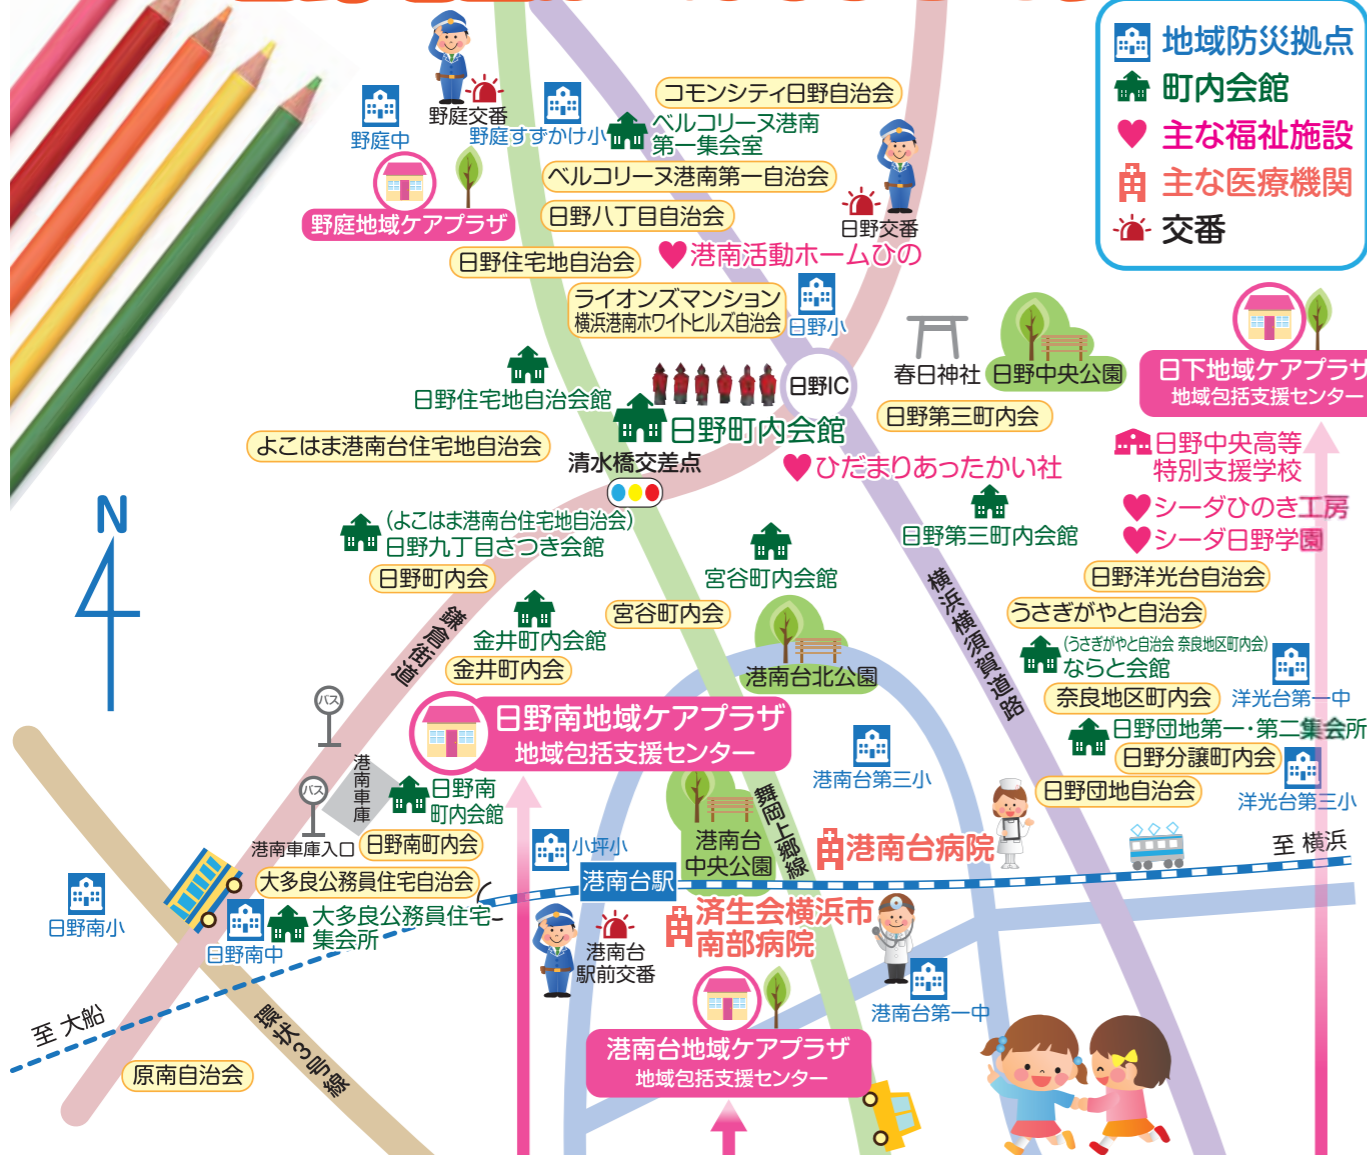 地域防災拠点
町内会館
主な福祉施設
主な医療機関
交番
野庭交番
野庭中
野庭すずかけ小
コモンシティ日野自治会
ベルコリーヌ港南
第一集会室
ベルコリーヌ港南第一自治会
野庭地域ケアプラザ
日野八丁目自治会
日野交番
日野住宅地自治会
港南活動ホームひの
ライオンズマンション
横浜港南ホワイトヒルズ自治会
日野小
日野IC
春日神社
日野中央公園
日下地域ケアプラザ
地域包括支援センター
日野住宅地自治会館
日野町内会館
日野第三町内会
よこはま港南台住宅地自治会
清水橋交差点
ひだまりあったかい社
日野中央高等
特別支援学校
シーダひのき工房
シーダ日野学園
N
(よこはま港南台住宅地自治会)
日野九丁目さつき会館
日野町内会
宮谷町内会館
日野第三町内会館
日野洋光台自治会
鎌倉街道
金井町内会館
宮谷町内会
横浜横須賀道路
うさぎがやと自治会
(うさぎがやと自治会 奈良地区町内会)
ならと会館
金井町内会
港南台北公園
奈良地区町内会
洋光台第一中
バス
日野南地域ケアプラザ
地域包括支援センター
日野団地第一・第二集会所
日野分譲町内会
港南車庫
バス
日野南
町内会館
舞岡上郷線
港南台第三小
日野団地自治会
洋光台第三小
港南車庫入口
日野南町内会
小坪小
港南台
中央公園
港南台病院
至 横浜
大多良公務員住宅自治会
港南台駅
日野南小
日野南中
大多良公務員住宅
集会所
港南台
駅前交番
済生会横浜市
南部病院
港南台第一中
至 大船
環状3号線
原南自治会
港南台地域ケアプラザ
地域包括支援センター